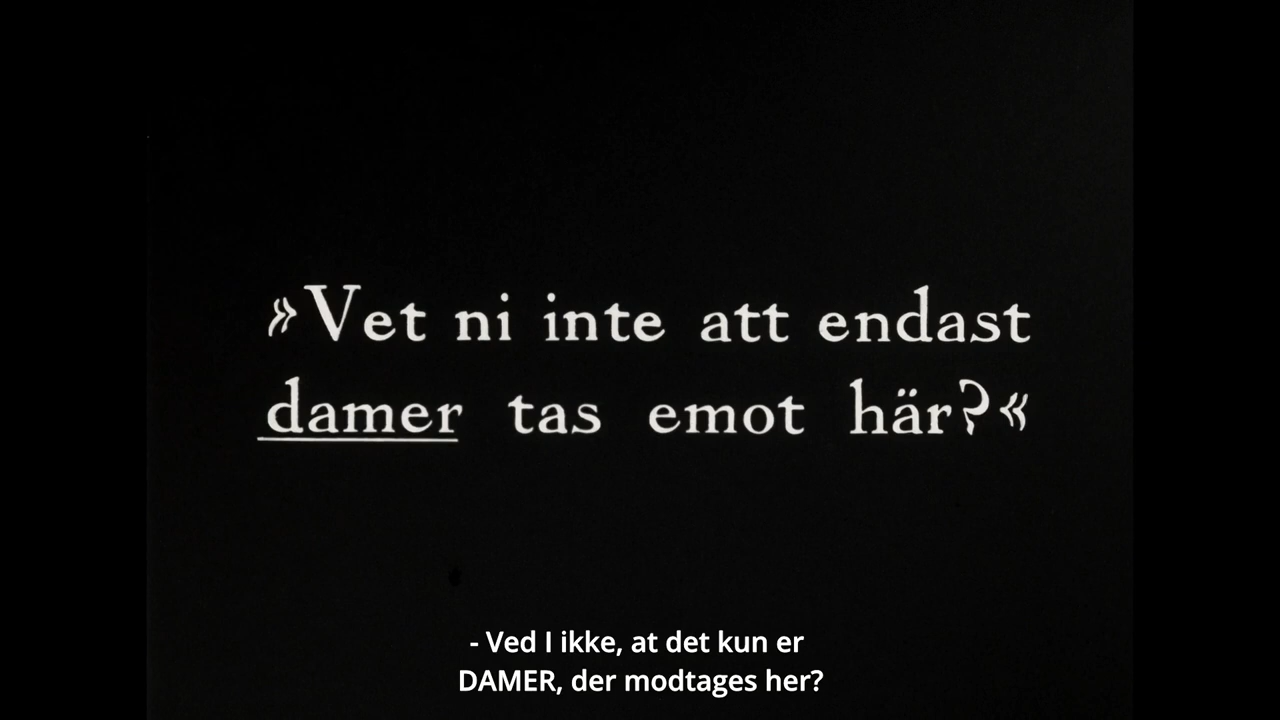 »Vet ni inte att endast
damer tas emot här?«
- Ved I ikke, at det kun er
DAMER, der modtages her?